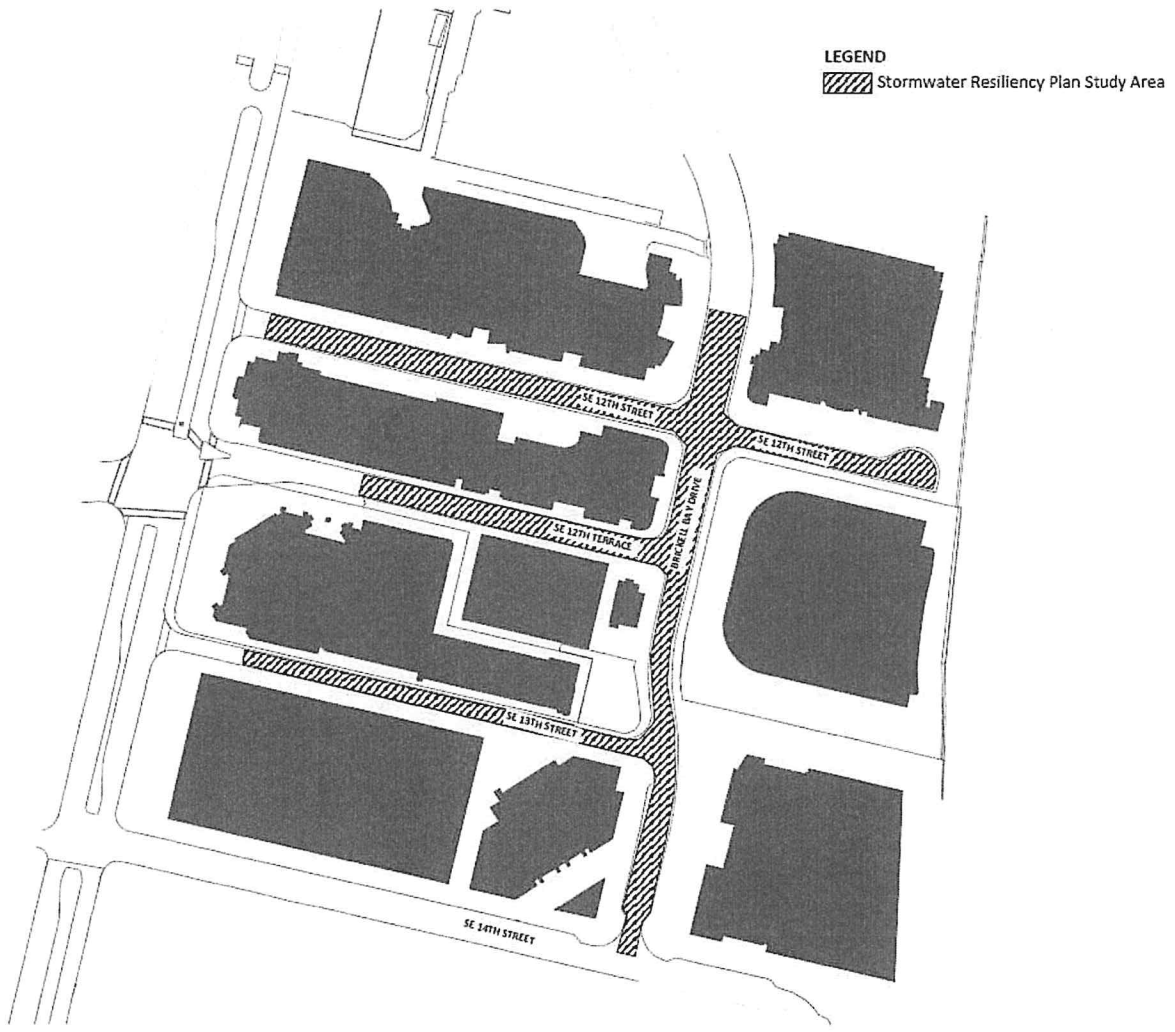 LEGEND
Stormwater Resiliency Plan Study Area
SE 12TH STREET
SE 12TH STREET
BRICKELL BAY DRIVE
SE 12TH TERRACE
SE 13TH STREET
SE 14TH STREET